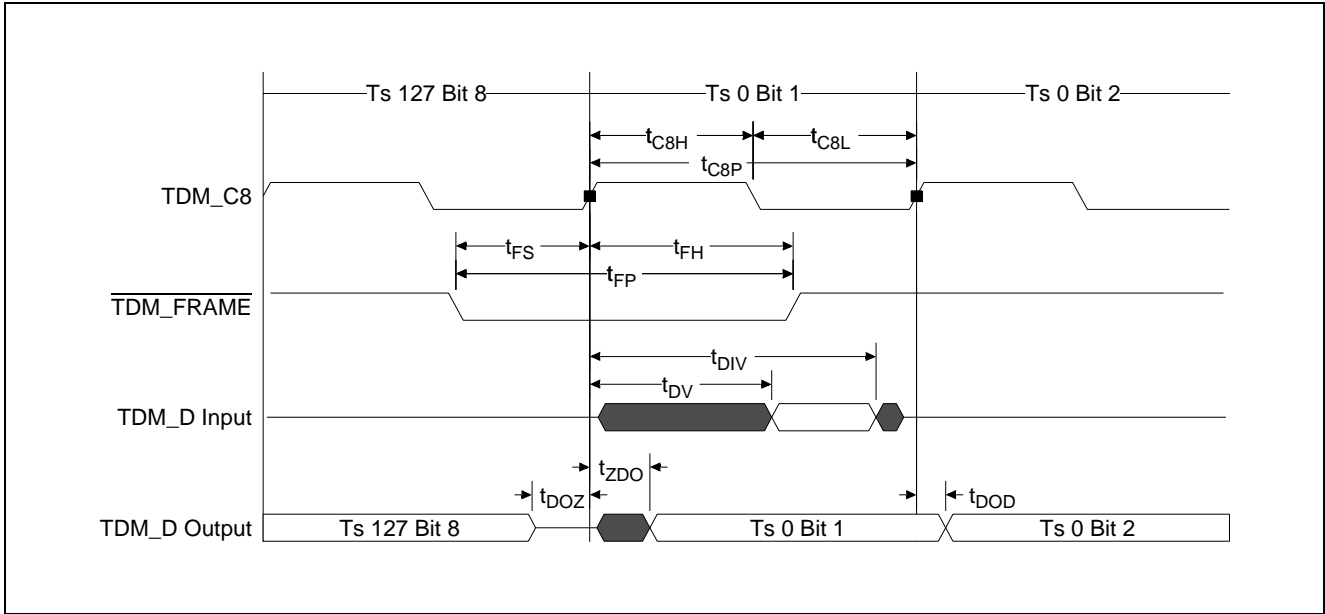 Ts 127 Bit 8 Ts 0 Bit 1 Ts 0 Bit 2
tC8H tC8L
tC8P
TDM_C8
tFS tFH
tFP
TDM_FRAME
tDIV
tDV
TDM_D Input
tZDO
tDOZ tDOD
TDM_D Output Ts 127 Bit 8 Ts 0 Bit 1 Ts 0 Bit 2